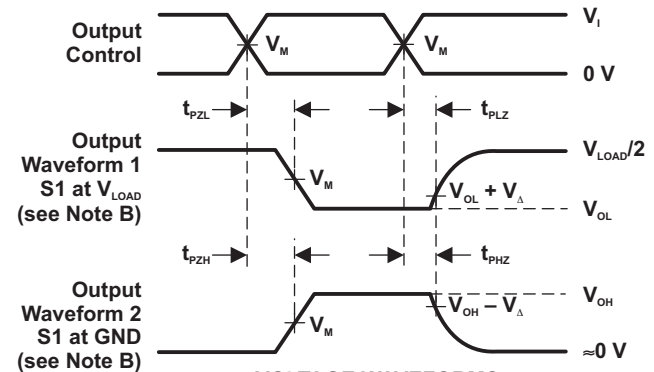 Output
Control
V_M
V_M
V_I
0 V
t_PZL
t_PLZ
Output
Waveform 1
S1 at V_LOAD
(see Note B)
V_M
V_OL + V_Δ
V_LOAD/2
V_OL
t_PZH
t_PHZ
Output
Waveform 2
S1 at GND
(see Note B)
V_M
V_OH – V_Δ
V_OH
≈0 V